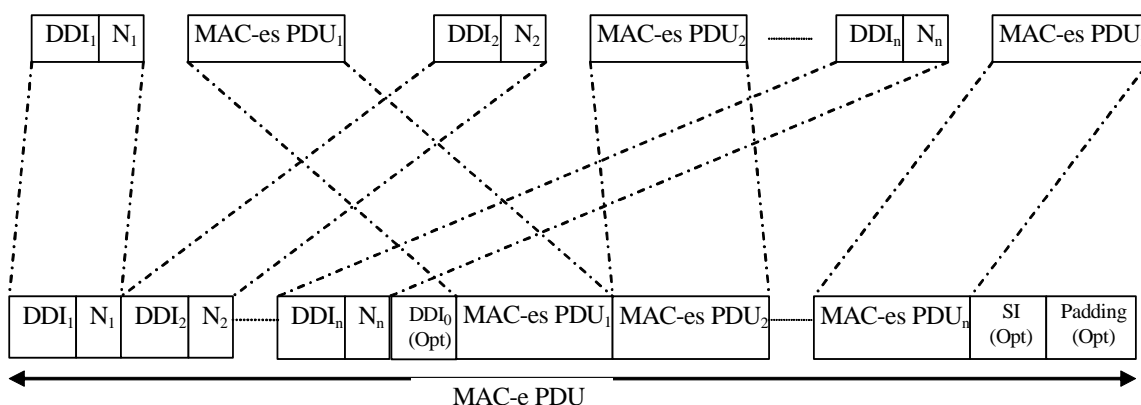 DDI₁ N₁ MAC-es PDU₁ DDI₂ N₂ MAC-es PDU₂ DDIₙ Nₙ MAC-es PDU
DDI₁ N₁ DDI₂ N₂ DDIₙ Nₙ DDI₀ (Opt) MAC-es PDU₁ MAC-es PDU₂ MAC-es PDUₙ SI (Opt) Padding (Opt)
MAC-e PDU